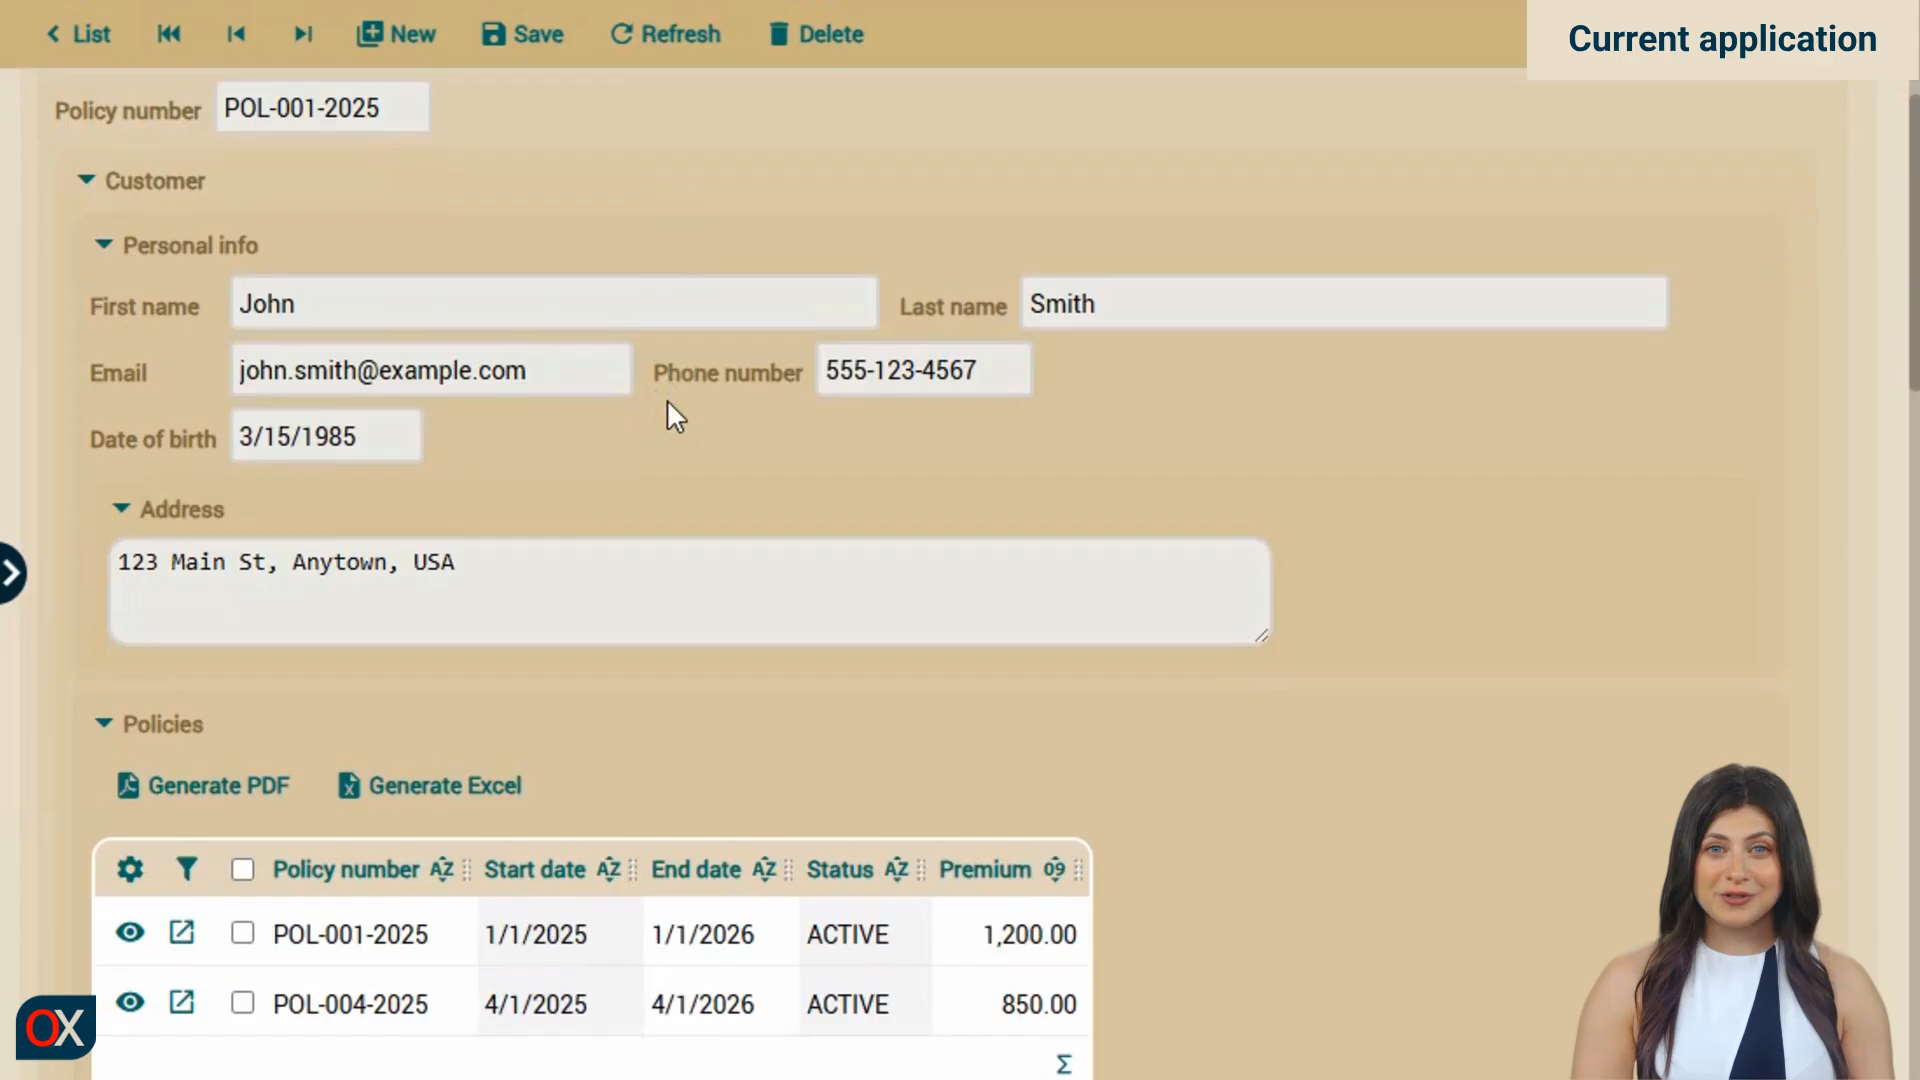 List New Save Refresh Delete Current application
Policy number POL-001-2025
Customer
Personal info
First name John Last name Smith
Email john.smith@example.com Phone number 555-123-4567
Date of birth 3/15/1985
Address
123 Main St, Anytown, USA
Policies
Generate PDF Generate Excel
Policy number Start date End date Status Premium
POL-001-2025 1/1/2025 1/1/2026 ACTIVE 1,200.00
POL-004-2025 4/1/2025 4/1/2026 ACTIVE 850.00
Σ
OX